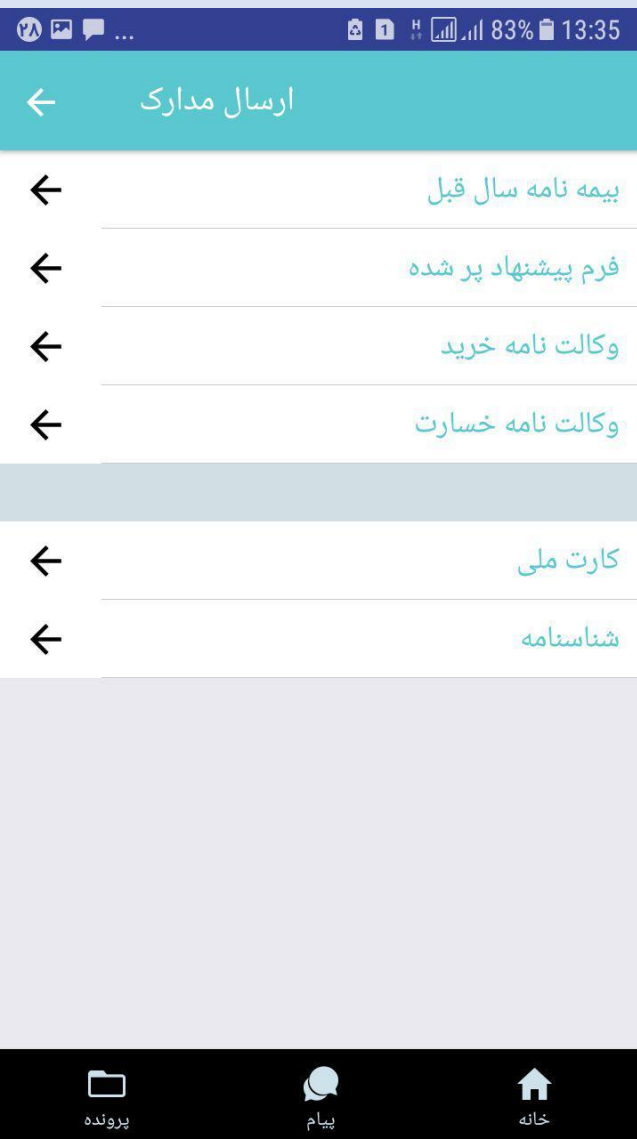 ۲۸ ... 1 H 83% 13:35
ارسال مدارک
بیمه نامه سال قبل
فرم پیشنهاد پر شده
وکالت نامه خرید
وکالت نامه خسارت
کارت ملی
شناسنامه
خانه پیام پرونده